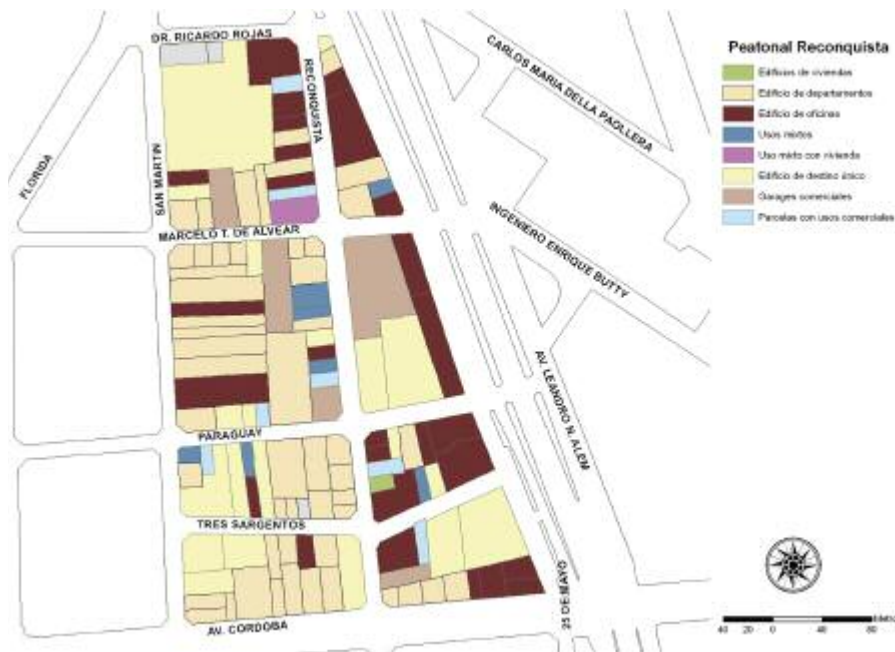 DR. RICARDO ROJAS
RECONQUISTA
FLORIDA
SAN MARTIN
MARCELO T. DE ALVEAR
CARLOS MARIA DELLA PAOLLERA
INGENIERO ENRIQUE BUTTY
AV. LEANDRO N. ALEM
PARAGUAY
TRES SARGENTOS
25 DE MAYO
AV. CORDOBA
Peatonal Reconquista
Edificios de viviendas
Edificio de departamentos
Edificio de oficinas
Usos mixtos
Uso mixto con vivienda
Edificio de destino único
Garages comerciales
Parcelas con usos comerciales
40 20 0 40 80